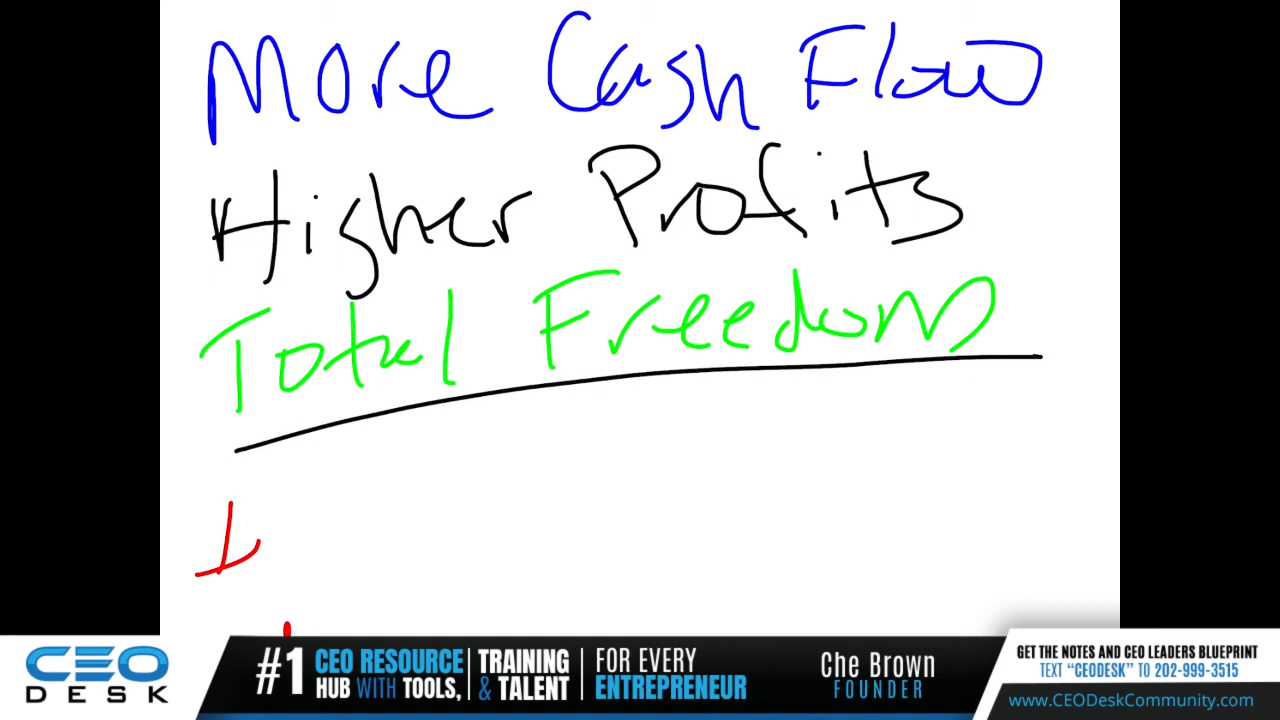 More Cash Flow
Higher Profits
Total Freedom
CEO
DESK
#1
CEO RESOURCE
HUB WITH TOOLS,
TRAINING
& TALENT
FOR EVERY
ENTREPRENEUR
Che Brown
FOUNDER
GET THE NOTES AND CEO LEADERS BLUEPRINT
TEXT “CEODESK” TO 202-999-3515
www.CEODeskCommunity.com